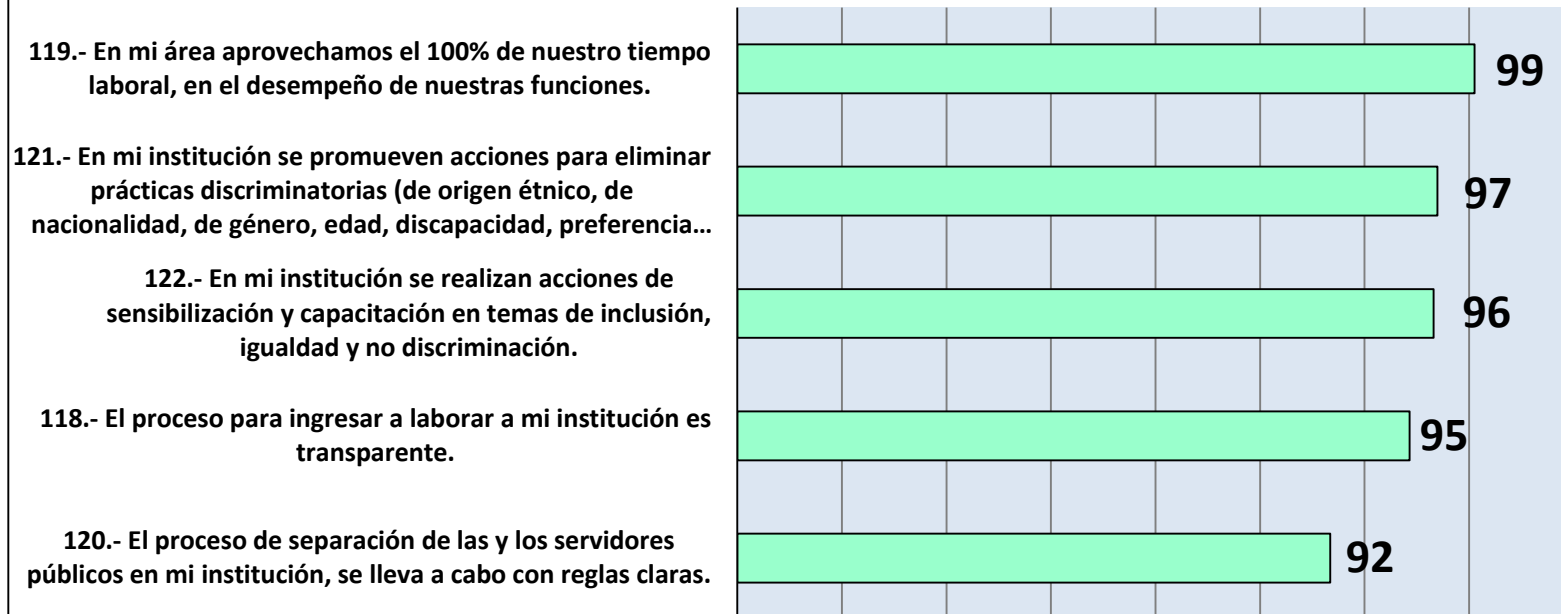 119.- En mi área aprovechamos el 100% de nuestro tiempo
laboral, en el desempeño de nuestras funciones.
99
121.- En mi institución se promueven acciones para eliminar
prácticas discriminatorias (de origen étnico, de
nacionalidad, de género, edad, discapacidad, preferencia…
97
122.- En mi institución se realizan acciones de
sensibilización y capacitación en temas de inclusión,
igualdad y no discriminación.
96
118.- El proceso para ingresar a laborar a mi institución es
transparente.
95
120.- El proceso de separación de las y los servidores
públicos en mi institución, se lleva a cabo con reglas claras.
92